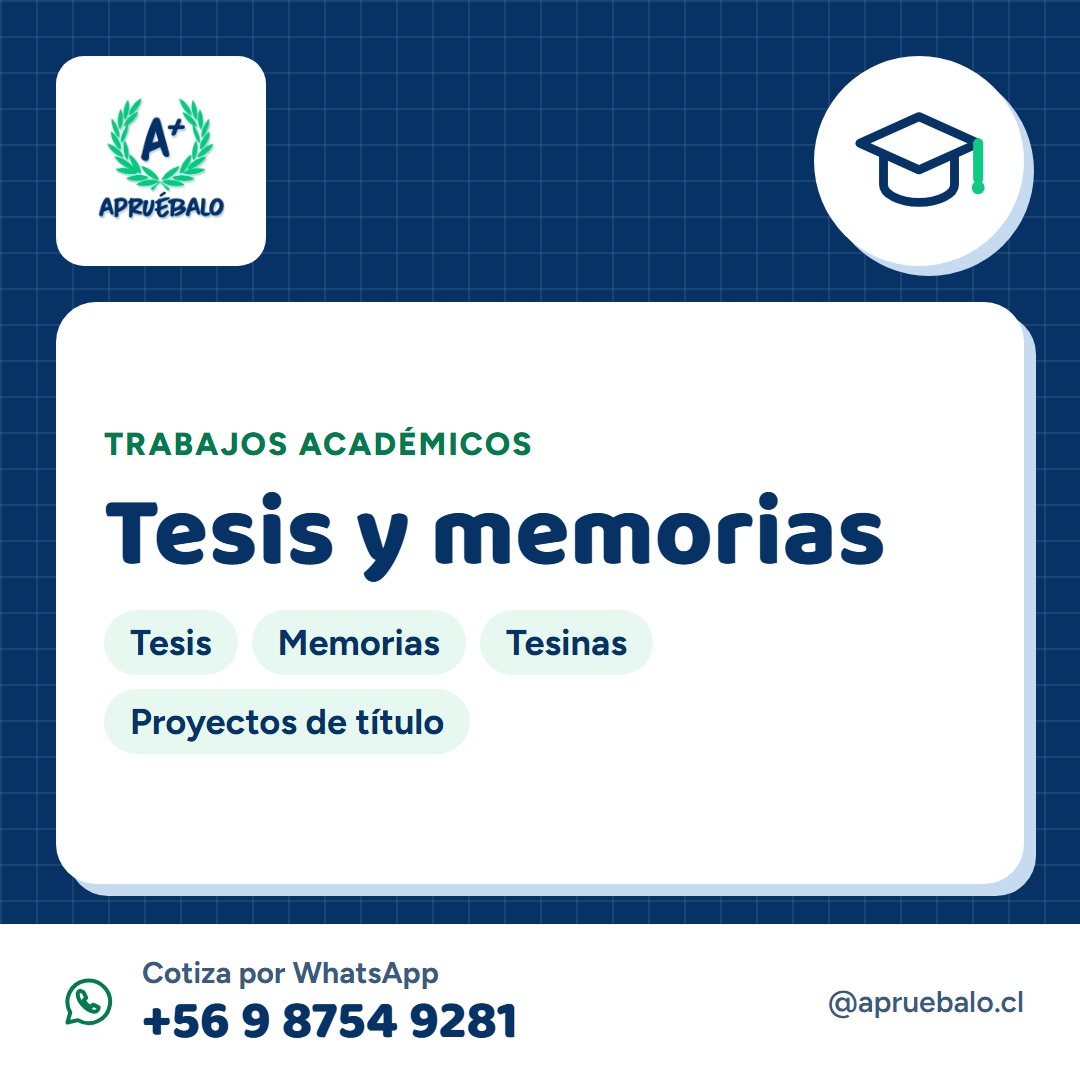 A+
APRUÉBALO
TRABAJOS ACADÉMICOS
Tesis y memorias
Tesis
Memorias
Tesinas
Proyectos de título
Cotiza por WhatsApp
+56 9 8754 9281
@apruebalo.cl